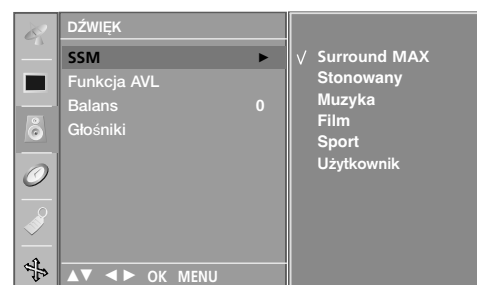 DŹWIĘK
SSM ►
Funkcja AVL
Balans 0
Głośniki
▲▼ ◄► OK MENU
√ Surround MAX
Stonowany
Muzyka
Film
Sport
Użytkownik